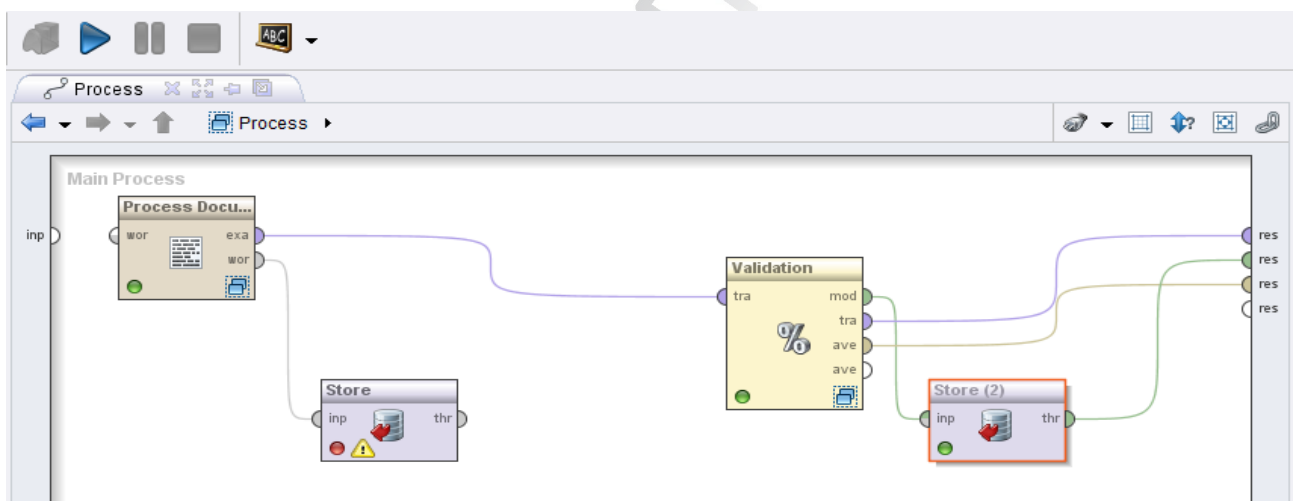 ABC
Process
Process
Main Process
Process Docu...
inp
wor
exa
res
wor
res
Validation
tra
mod
res
tra
res
%
ave
ave
Store
Store (2)
inp
thr
inp
thr